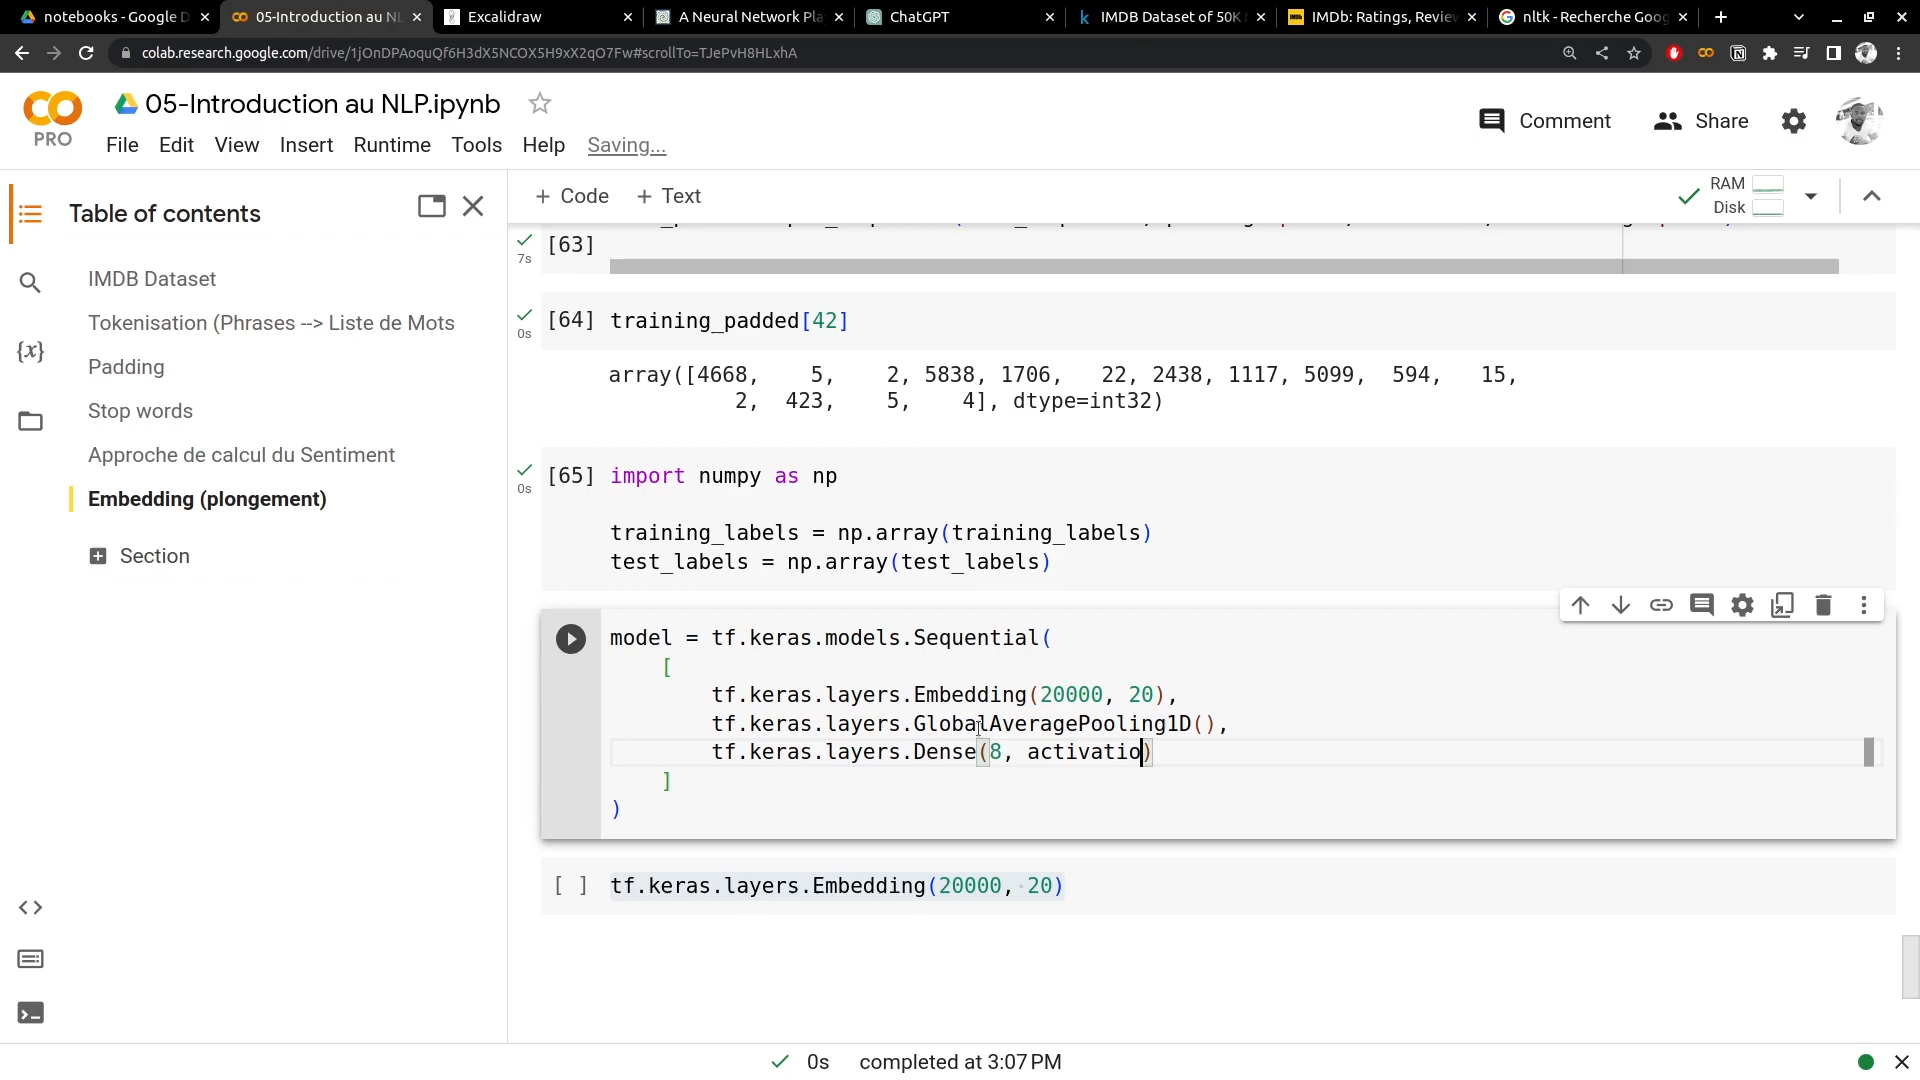 notebooks - Google D
05-Introduction au NL
Excalidraw
A Neural Network Pla
ChatGPT
IMDB Dataset of 50K
IMDb: Ratings, Review
nltk - Recherche Goog
colab.research.google.com/drive/1jOnDPAoquQf6H3dX5NCOX5H9xX2qO7Fw#scrollTo=TJePvH8HLxhA
05-Introduction au NLP.ipynb
PRO
File Edit View Insert Runtime Tools Help Saving...
Comment
Share
Table of contents
IMDB Dataset
Tokenisation (Phrases --> Liste de Mots
Padding
Stop words
Approche de calcul du Sentiment
Embedding (plongement)
Section
{x}
+ Code + Text
RAM
Disk
[63]
7s
[64] training_padded[42]
0s
array([4668, 5, 2, 5838, 1706, 22, 2438, 1117, 5099, 594, 15,
2, 423, 5, 4], dtype=int32)
[65] import numpy as np
0s
training_labels = np.array(training_labels)
test_labels = np.array(test_labels)
model = tf.keras.models.Sequential(
[
tf.keras.layers.Embedding(20000, 20),
tf.keras.layers.GlobalAveragePooling1D(),
tf.keras.layers.Dense(8, activatio)
]
)
[ ] tf.keras.layers.Embedding(20000, 20)
0s completed at 3:07 PM